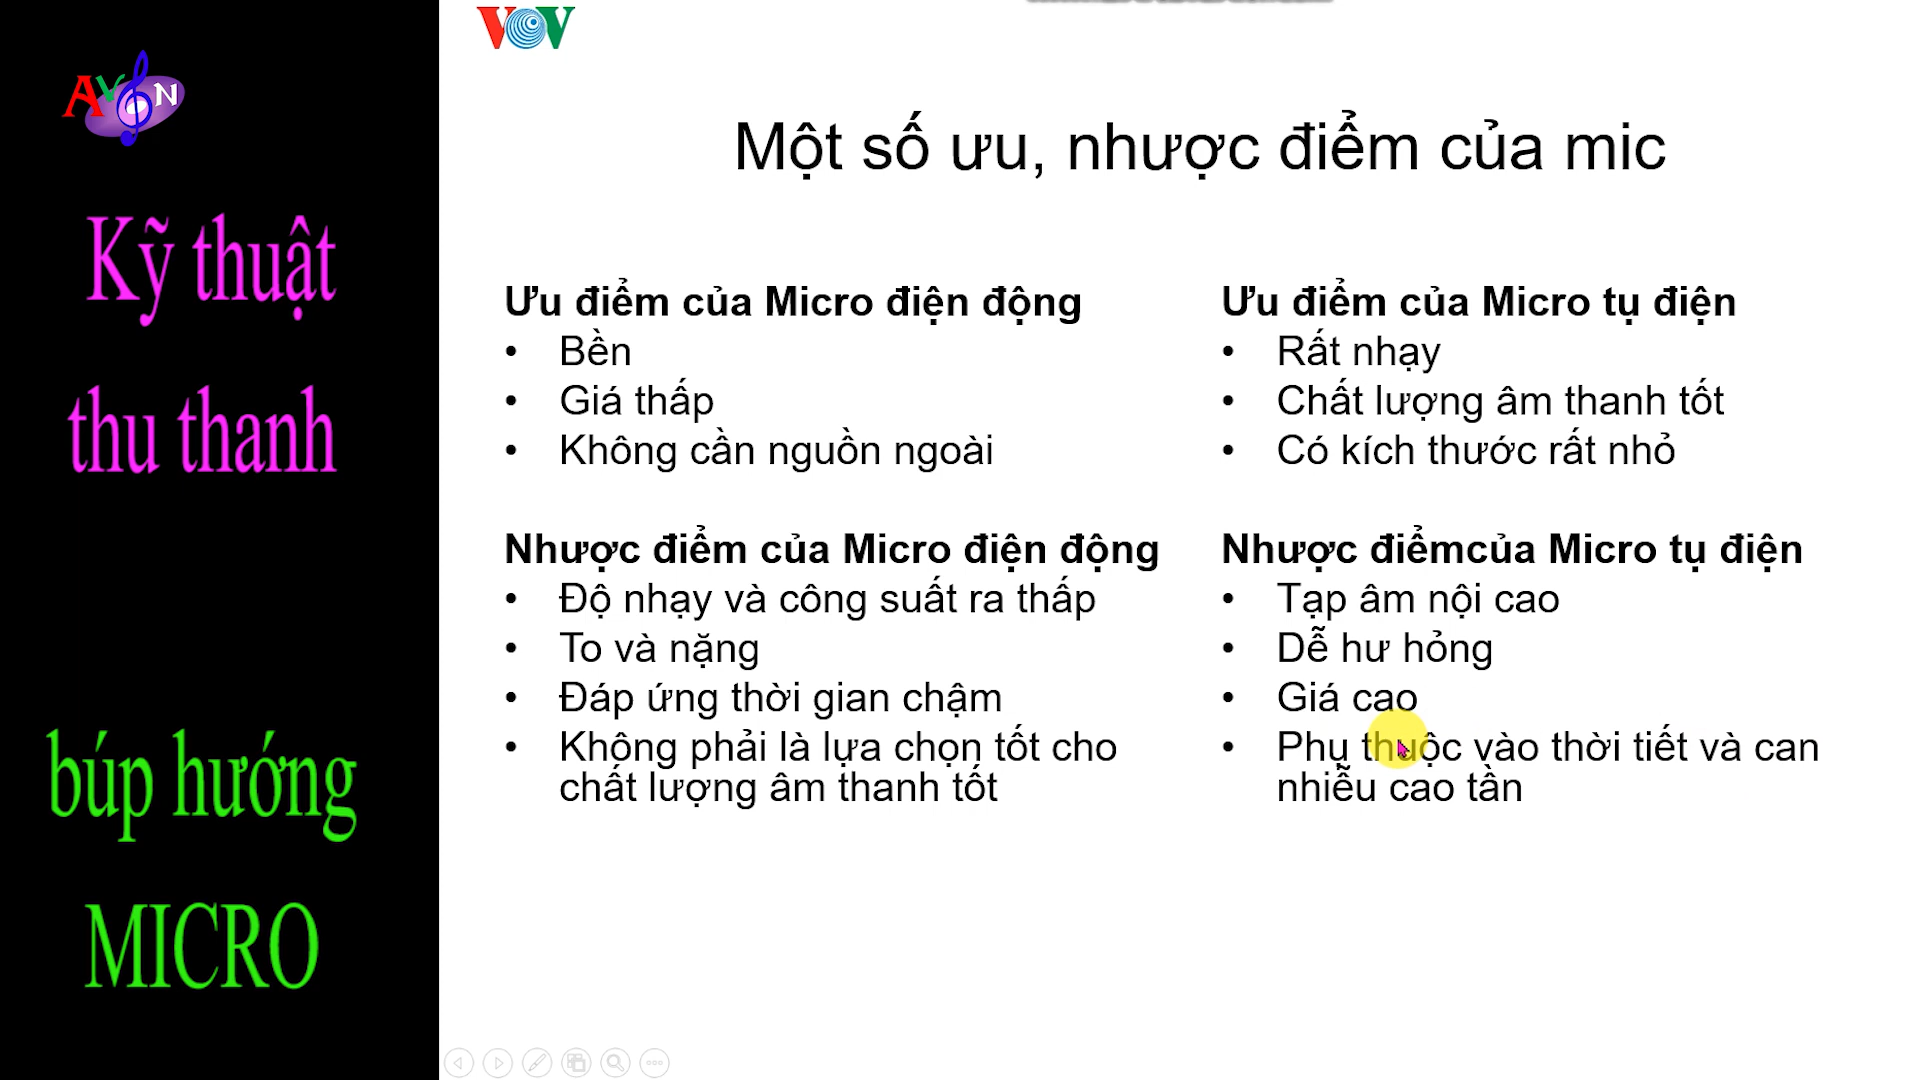 VOV
AVON
Kỹ thuật
thu thanh
búp hướng
MICRO
Một số ưu, nhược điểm của mic
Ưu điểm của Micro điện động
• Bền
• Giá thấp
• Không cần nguồn ngoài
Nhược điểm của Micro điện động
• Độ nhạy và công suất ra thấp
• To và nặng
• Đáp ứng thời gian chậm
• Không phải là lựa chọn tốt cho
chất lượng âm thanh tốt
Ưu điểm của Micro tụ điện
• Rất nhạy
• Chất lượng âm thanh tốt
• Có kích thước rất nhỏ
Nhược điểmcủa Micro tụ điện
• Tạp âm nội cao
• Dễ hư hỏng
• Giá cao
• Phụ thuộc vào thời tiết và can
nhiễu cao tần